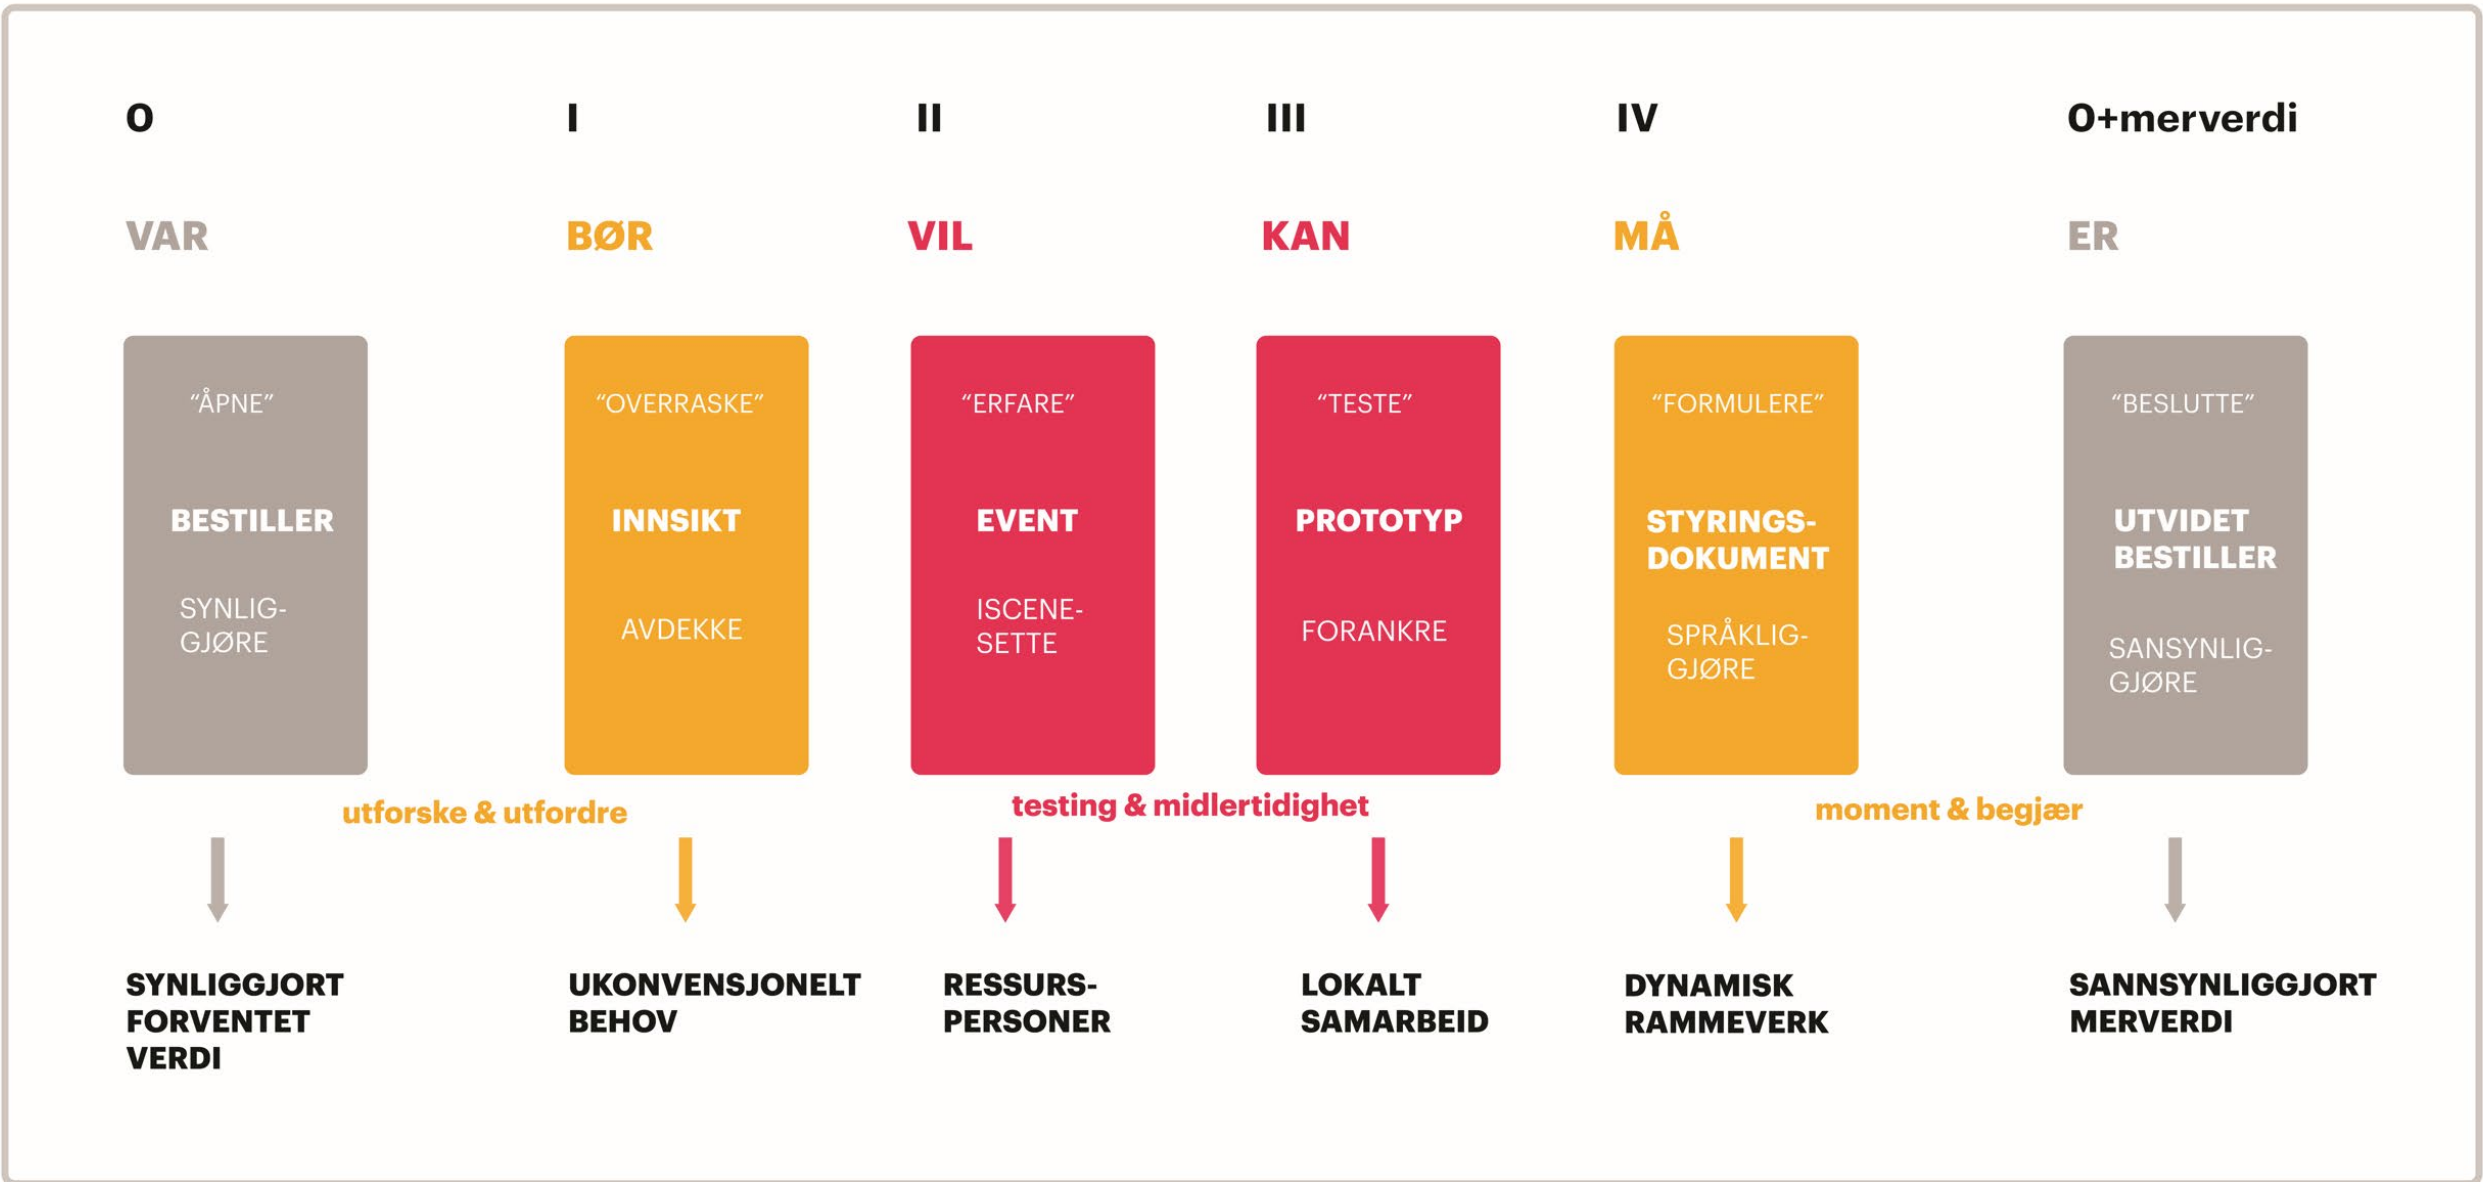 O
I
II
III
IV
O+merverdi
VAR
BØR
VIL
KAN
MÅ
ER
“ÅPNE”
“OVERRASKE”
“ERFARE”
“TESTE”
“FORMULERE”
“BESLUTTE”
BESTILLER
INNSIKT
EVENT
PROTOTYP
STYRINGS-
DOKUMENT
UTVIDET
BESTILLER
SYNLIG-
GJØRE
AVDEKKE
ISCENE-
SETTE
FORANKRE
SPRÅKLIG-
GJØRE
SANSYNLIG-
GJØRE
utforske & utfordre
testing & midlertidighet
moment & begjær
SYNLIGGJORT
FORVENTET
VERDI
UKONVENSJONELT
BEHOV
RESSURS-
PERSONER
LOKALT
SAMARBEID
DYNAMISK
RAMMEVERK
SANNSYNLIGGJORT
MERVERDI